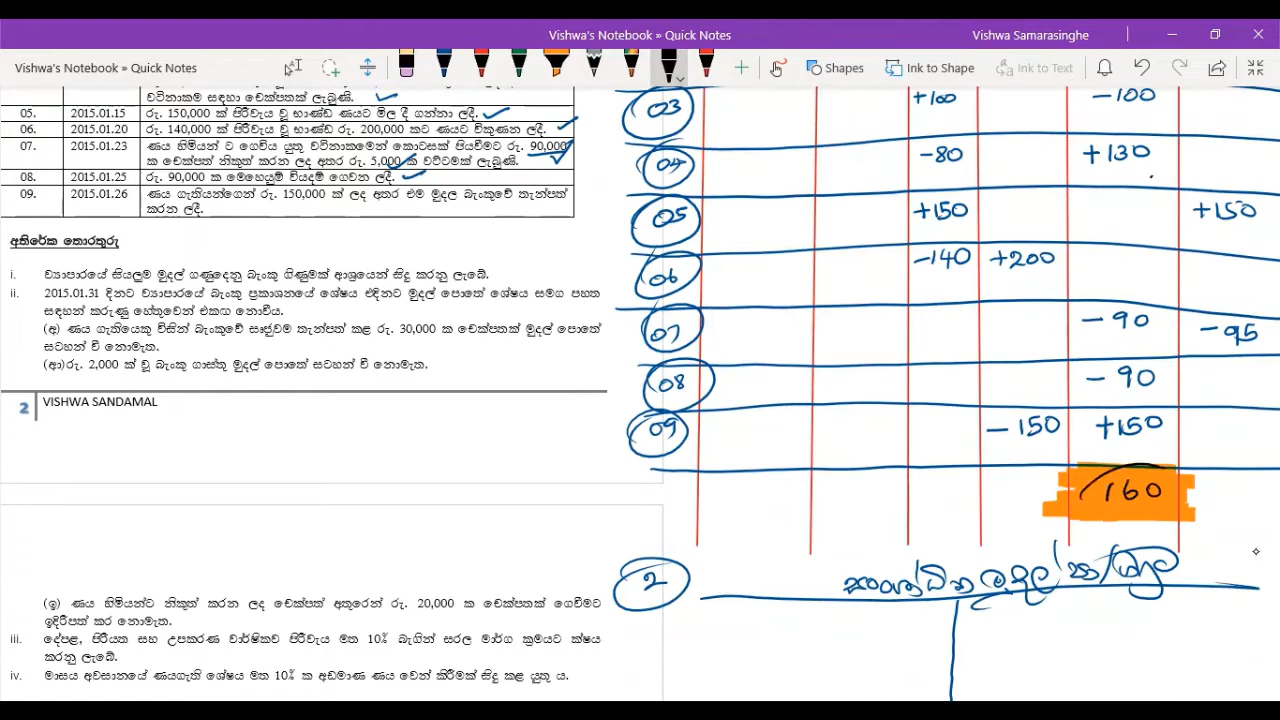 Vishwa's Notebook » Quick Notes
Vishwa Samarasinghe
Vishwa's Notebook » Quick Notes
Shapes
Ink to Shape
Ink to Text
වටිනාකම සඳහා චෙක්පතක් ලැබුණි.
05. 2015.01.15 රු. 150,000 ක් පිරිවැය වූ භාණ්ඩ ණයට මිල දී ගන්නා ලදී.
06. 2015.01.20 රු. 140,000 ක් පිරිවැය වූ භාණ්ඩ රු. 200,000 කට ණයට විකුණන ලදී.
07. 2015.01.23 ණය හිමියන් ට ගෙවිය යුතු වටිනාකමෙන් කොටසක් පියවීමට රු. 90,000
ක චෙක්පත් නිකුත් කරන ලද අතර රු. 5,000 ක වට්ටමක් ලැබුණි.
08. 2015.01.25 රු. 90,000 ක මෙහෙයුම් වියදම් ගෙවන ලදී.
09. 2015.01.26 ණය ගැතියන්ගෙන් රු. 150,000 ක් ලද අතර එම මුදල බැංකුවේ තැන්පත්
කරන ලදී.
අතිරේක තොරතුරු
i. ව්‍යාපාරයේ සියලුම මුදල් ගණුදෙනු බැංකු ගිණුමක් ආශ්‍රයෙන් සිදු කරනු ලැබේ.
ii. 2015.01.31 දිනට ව්‍යාපාරයේ බැංකු ප්‍රකාශනයේ ශේෂය එදිනට මුදල් පොතේ ශේෂය සමග පහත
සඳහන් කරුණු හේතුවෙන් එකඟ නොවීය.
(අ) ණය ගැතියෙකු විසින් බැංකුවේ සෘජුවම තැන්පත් කළ රු. 30,000 ක චෙක්පතක් මුදල් පොතේ
සටහන් වී නොමැත.
(ආ) රු. 2,000 ක් වූ බැංකු ගාස්තු මුදල් පොතේ සටහන් වී නොමැත.
2 VISHWA SANDAMAL
(ඉ) ණය හිමියන්ට නිකුත් කරන ලද චෙක්පත් අතුරෙන් රු. 20,000 ක චෙක්පතක් ගෙවීමට
ඉදිරිපත් කර නොමැත.
iii. දේපළ, පිරියත සහ උපකරණ වාර්ෂිකව පිරිවැය මත 10% බැගින් සරල මාර්ග ක්‍රමයට ක්ෂය
කරනු ලැබේ.
iv. මාසය අවසානයේ ණයගැති ශේෂය මත 10% ක අඩමාණ ණය වෙන් කිරීමක් සිදු කළ යුතු ය.
03 +100 -100
04 -80 +130
05 +150 +150
06 -140 +200
07 -90 -95
08 -90
09 -150 +150
160
2